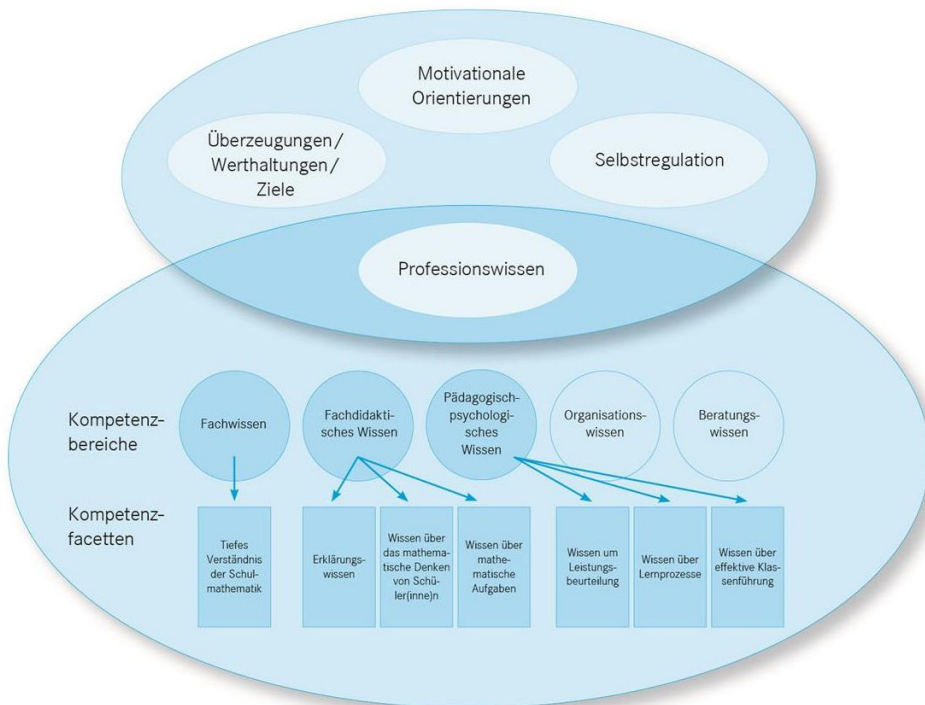 Motivationale
Orientierungen
Überzeugungen/
Werthaltungen/
Ziele
Selbstregulation
Professionswissen
Kompetenz-
bereiche
Fachwissen
Fachdidakti-
sches Wissen
Pädagogisch-
psychologi-
sches
Wissen
Organisations-
wissen
Beratungs-
wissen
Kompetenz-
facetten
Tiefes
Verständnis
der Schul-
mathematik
Erklärungs-
wissen
Wissen über
das mathema-
tische Denken
von Schü-
ler(inne)n
Wissen über
mathe-
matische
Aufgaben
Wissen um
Leistungs-
beurteilung
Wissen über
Lernprozesse
Wissen über
effektive Klas-
senführung